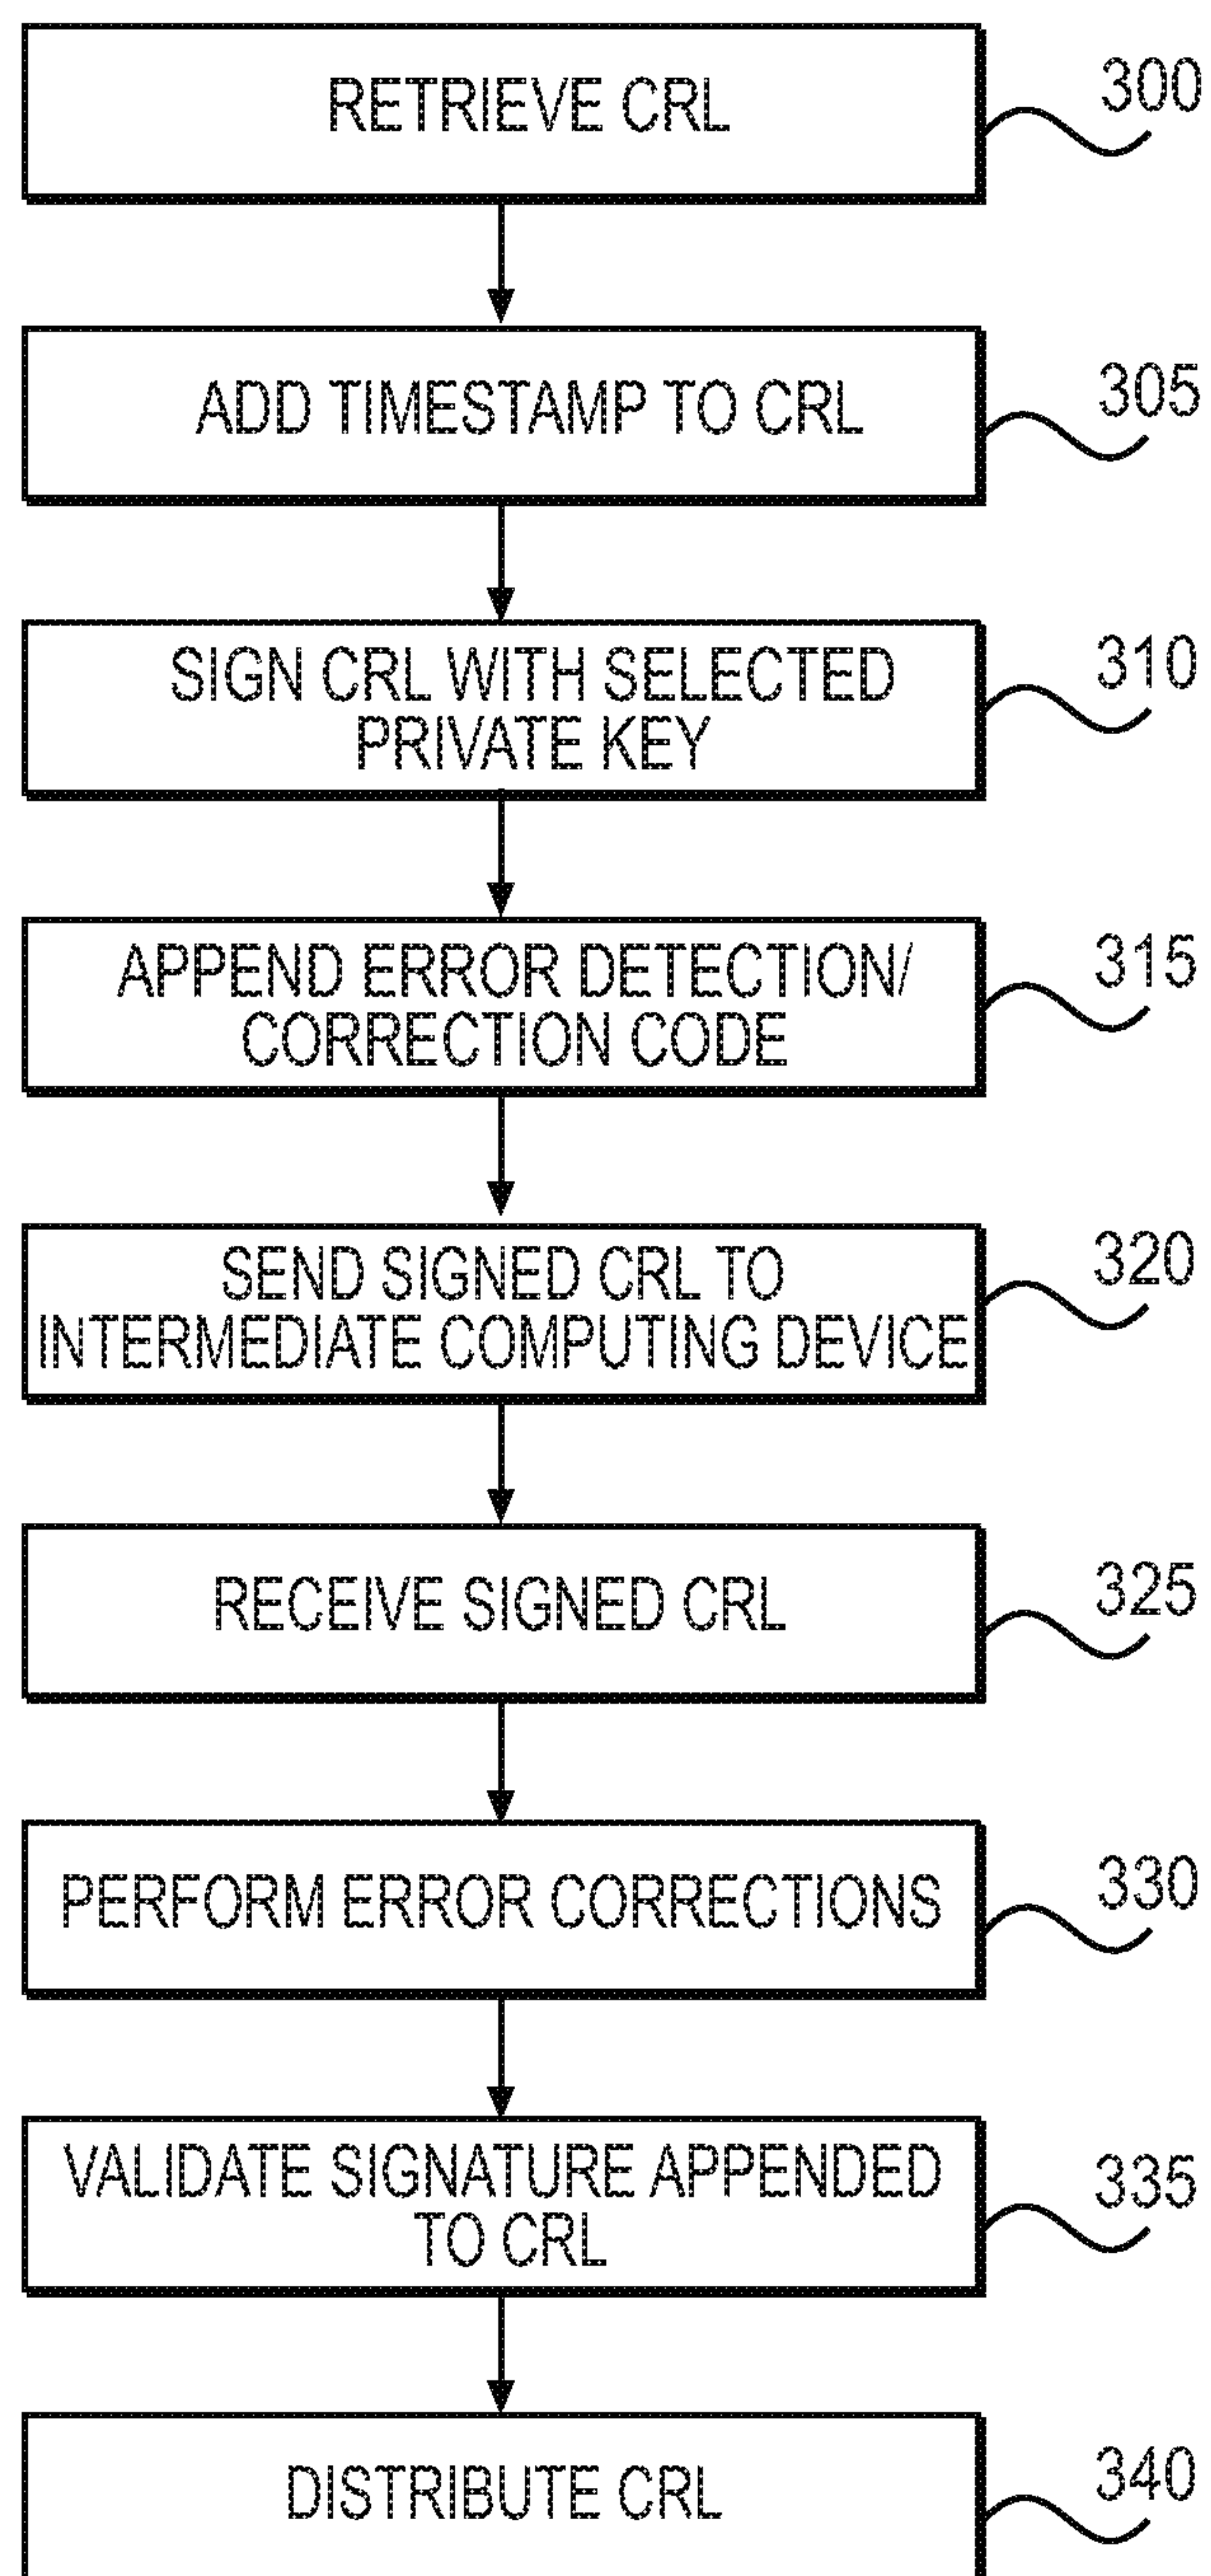 RETRIEVE CRL
300
ADD TIMESTAMP TO CRL
305
SIGN CRL WITH SELECTED
PRIVATE KEY
310
APPEND ERROR DETECTION/
CORRECTION CODE
315
SEND SIGNED CRL TO
INTERMEDIATE COMPUTING DEVICE
320
RECEIVE SIGNED CRL
325
PERFORM ERROR CORRECTIONS
330
VALIDATE SIGNATURE APPENDED
TO CRL
335
DISTRIBUTE CRL
340